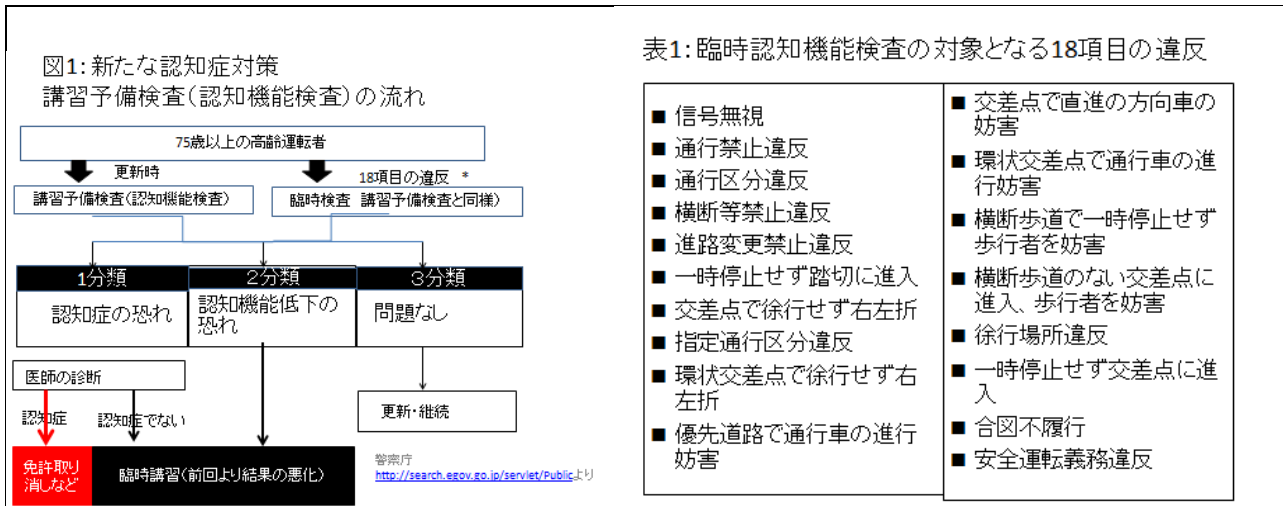 図1:新たな認知症対策
講習予備検査(認知機能検査)の流れ
75歳以上の高齢運転者
更新時
18項目の違反 *
講習予備検査(認知機能検査)
臨時検査 講習予備検査と同様)
1分類
2分類
3分類
認知症の恐れ
認知機能低下の
恐れ
問題なし
医師の診断
認知症
認知症でない
更新・継続
免許取り
消しなど
臨時講習(前回より結果の悪化)
警察庁
http://search.egov.go.jp/servlet/Publicより
表1:臨時認知機能検査の対象となる18項目の違反
■ 信号無視
■ 通行禁止違反
■ 通行区分違反
■ 横断等禁止違反
■ 進路変更禁止違反
■ 一時停止せず踏切に進入
■ 交差点で徐行せず右左折
■ 指定通行区分違反
■ 環状交差点で徐行せず右
左折
■ 優先道路で通行車の進行
妨害
■ 交差点で直進の方向車の
妨害
■ 環状交差点で通行車の進
行妨害
■ 横断歩道で一時停止せず
歩行者を妨害
■ 横断歩道のない交差点に
進入、歩行者を妨害
■ 徐行場所違反
■ 一時停止せず交差点に進
入
■ 合図不履行
■ 安全運転義務違反